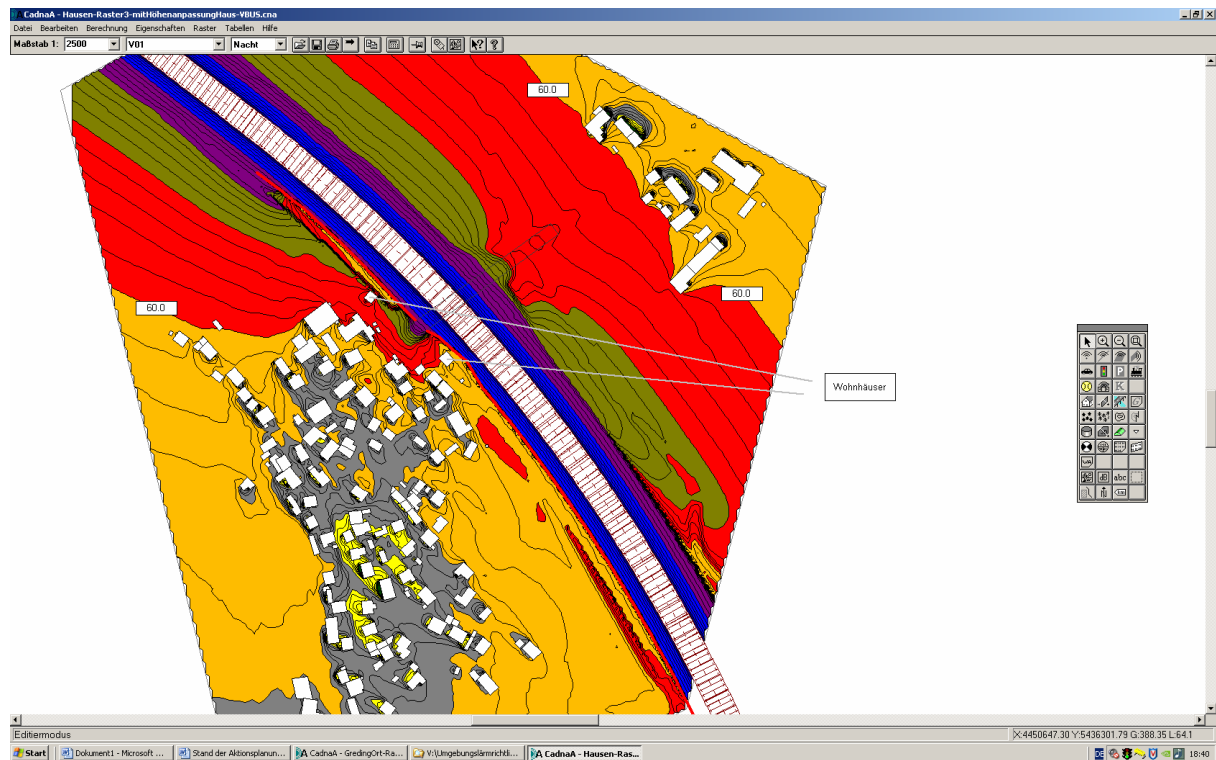 CadnaA - Hausen-Raster3-mitHöhenanpassungHaus-VBUS.cna
Datei Bearbeiten Berechnung Eigenschaften Raster Tabellen Hilfe
Maßstab 1: 2500 V01 Nacht
60.0
60.0
60.0
Wohnhäuser
P
K
abc
Editiermodus
X:4450647.30 Y:5436301.79 G:388.35 L:64.1
Start
Dokument1 - Microsoft ...
Stand der Aktionsplanun...
CadnaA - GredingOrt-Ra...
V:\Umgebungslärmrichtli...
CadnaA - Hausen-Ras...
DE
18:40